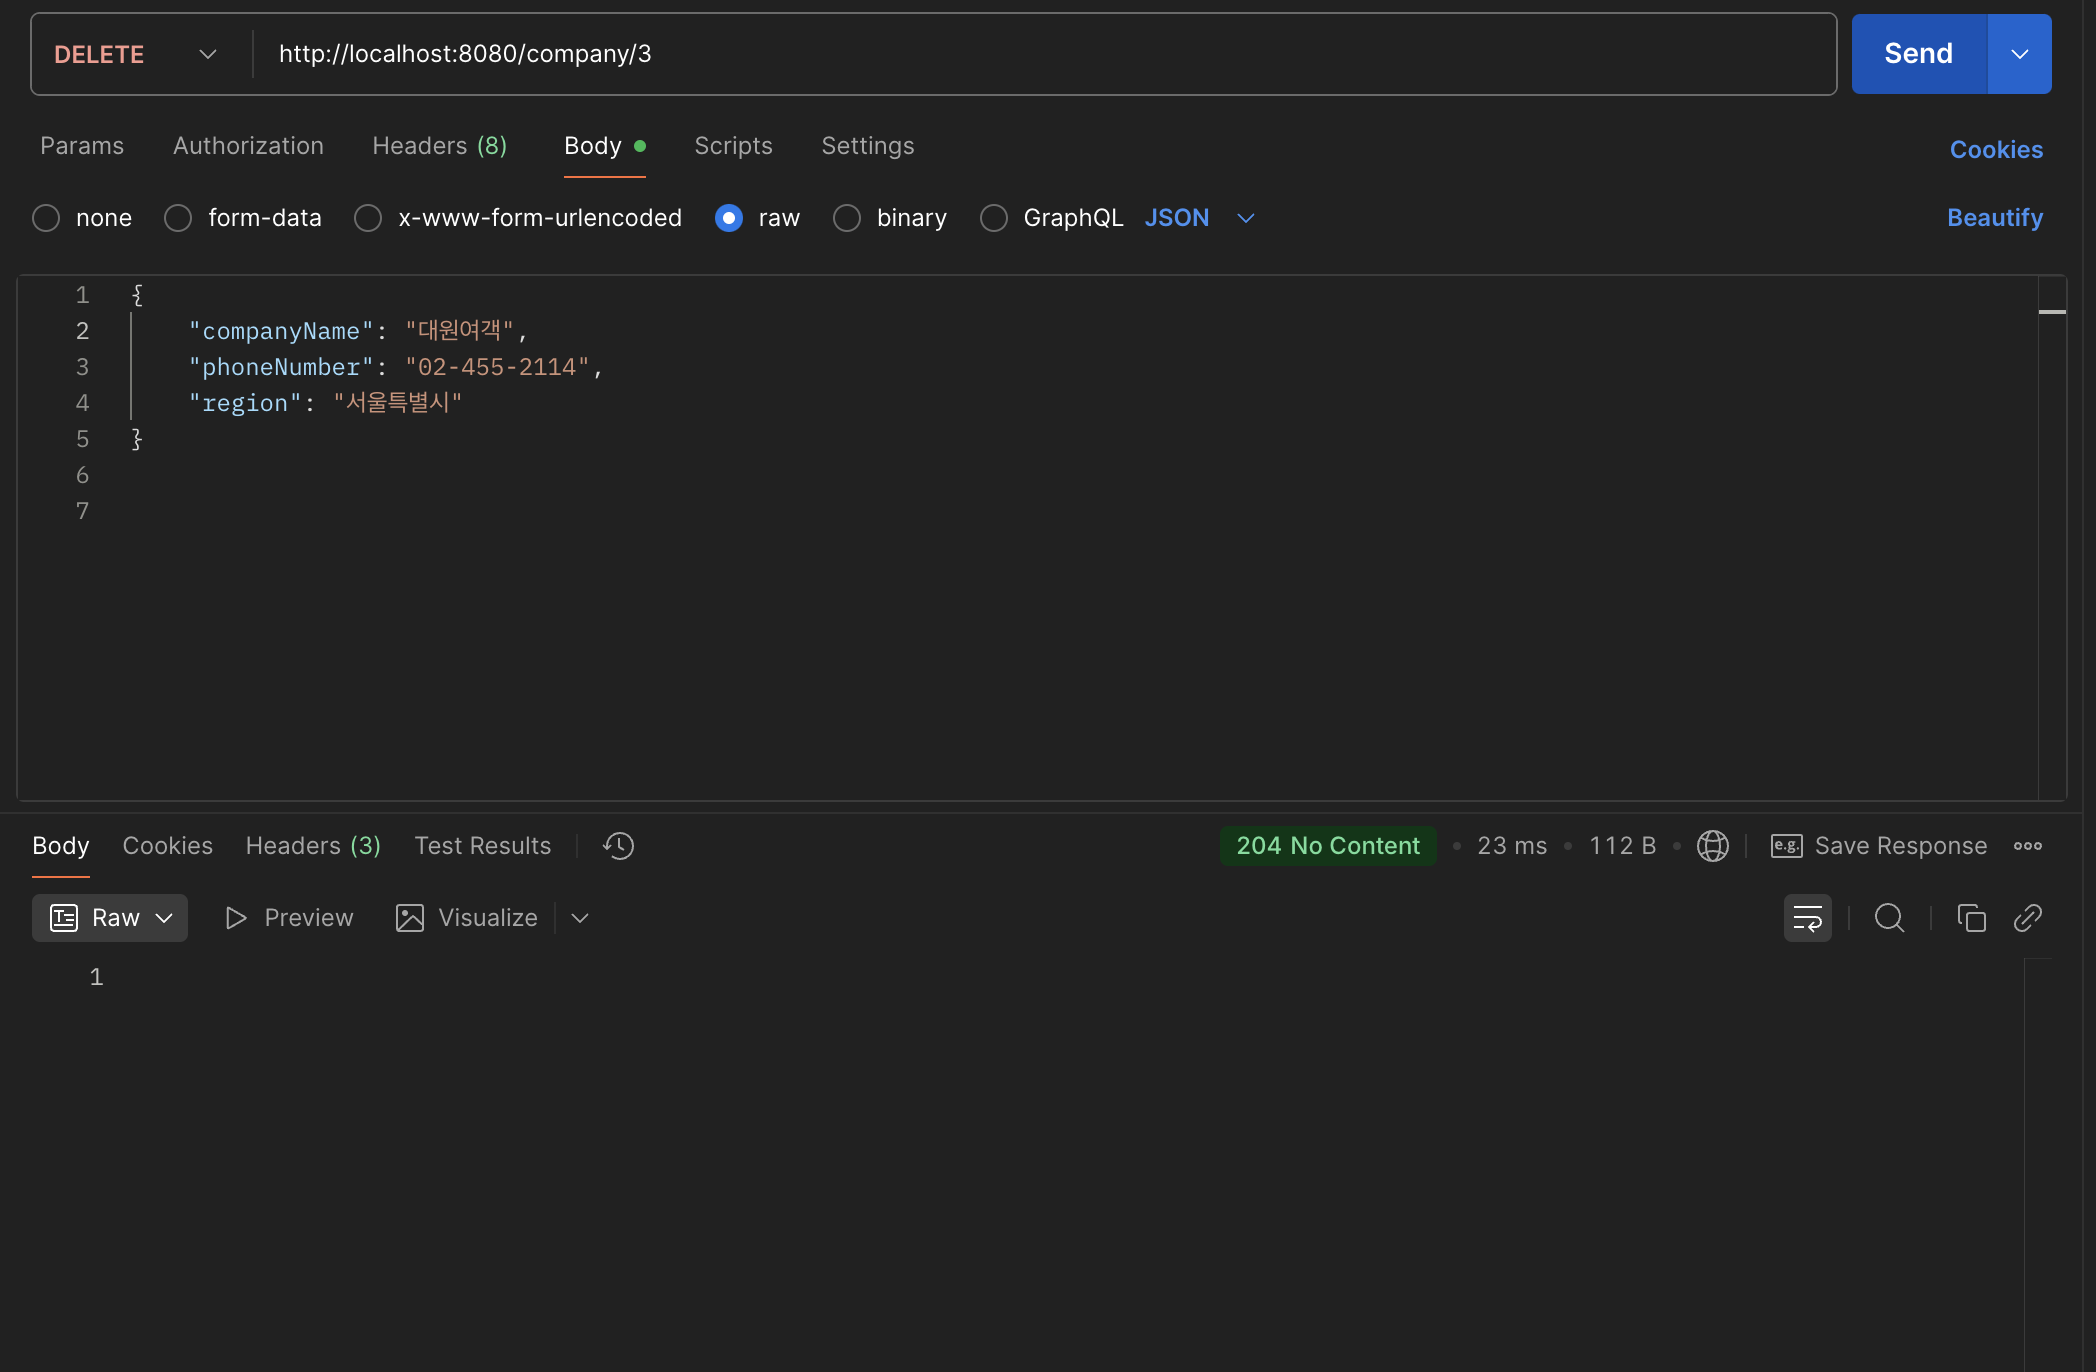 DELETE http://localhost:8080/company/3 Send
Params Authorization Headers (8) Body Scripts Settings Cookies
none form-data x-www-form-urlencoded raw binary GraphQL JSON Beautify
1 {
2 "companyName": "대원여객",
3 "phoneNumber": "02-455-2114",
4 "region": "서울특별시"
5 }
6
7
Body Cookies Headers (3) Test Results 204 No Content • 23 ms • 112 B • e.g. Save Response
Raw Preview Visualize
1